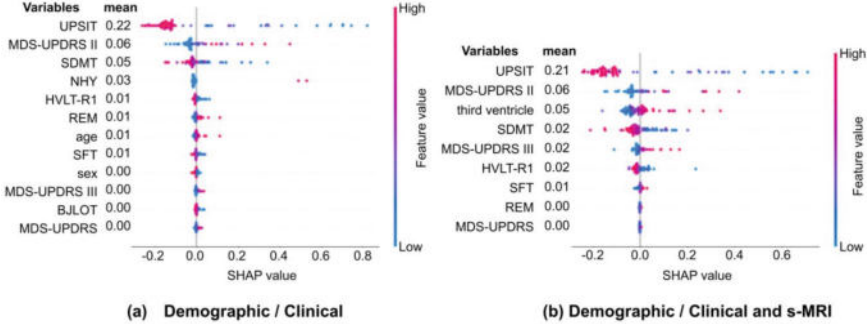 Variables mean
UPSIT 0.22
MDS-UPDRS II 0.06
SDMT 0.05
NHY 0.03
HVLT-R1 0.01
REM 0.01
age 0.01
SFT 0.01
sex 0.00
MDS-UPDRS III 0.00
BJLOT 0.00
MDS-UPDRS 0.00
-0.2 0.0 0.2 0.4 0.6 0.8
SHAP value
High
Feature value
Low
(a) Demographic / Clinical
Variables mean
UPSIT 0.21
MDS-UPDRS II 0.06
third ventricle 0.05
SDMT 0.02
MDS-UPDRS III 0.02
HVLT-R1 0.02
SFT 0.01
REM 0.00
MDS-UPDRS 0.00
-0.2 0.0 0.2 0.4 0.6
SHAP value
High
Feature value
Low
(b) Demographic / Clinical and s-MRI